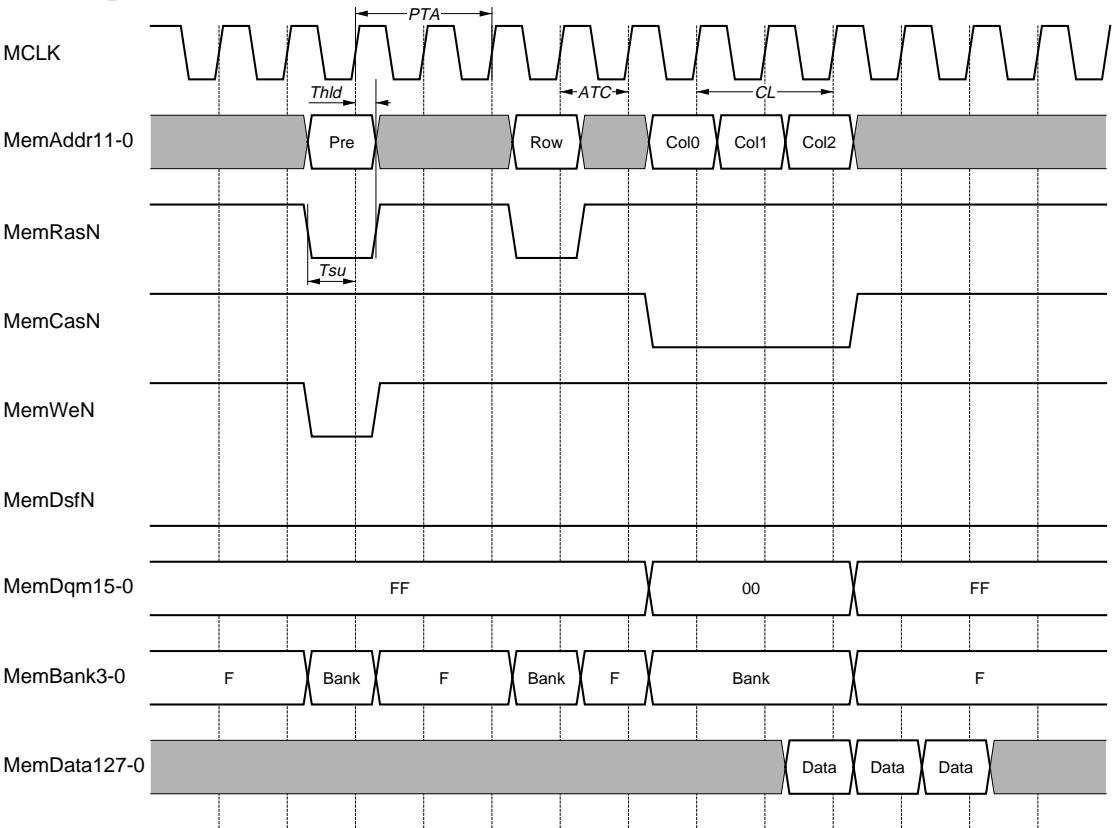 PTA
MCLK
Thld
ATC
CL
MemAddr11-0
Pre
Row
Col0
Col1
Col2
MemRasN
Tsu
MemCasN
MemWeN
MemDsfN
MemDqm15-0
FF
00
FF
MemBank3-0
F
Bank
F
Bank
F
Bank
F
MemData127-0
Data
Data
Data